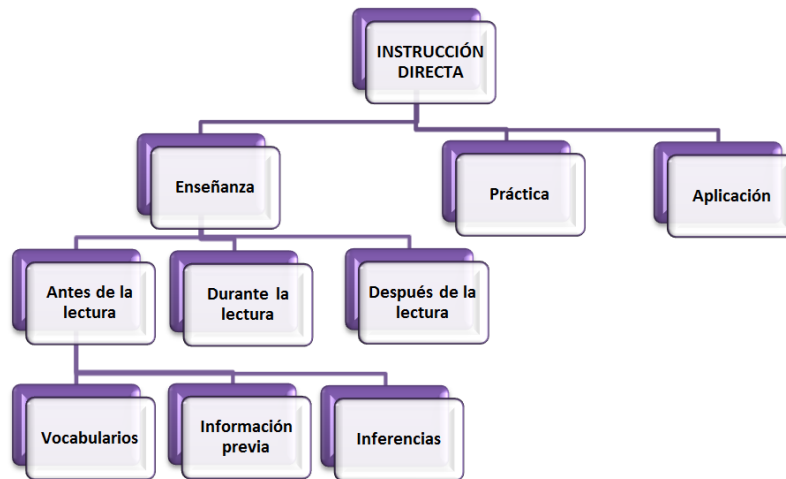 INSTRUCCIÓN
DIRECTA
Enseñanza
Práctica
Aplicación
Antes de la
lectura
Durante la
lectura
Después de la
lectura
Vocabularios
Información
previa
Inferencias